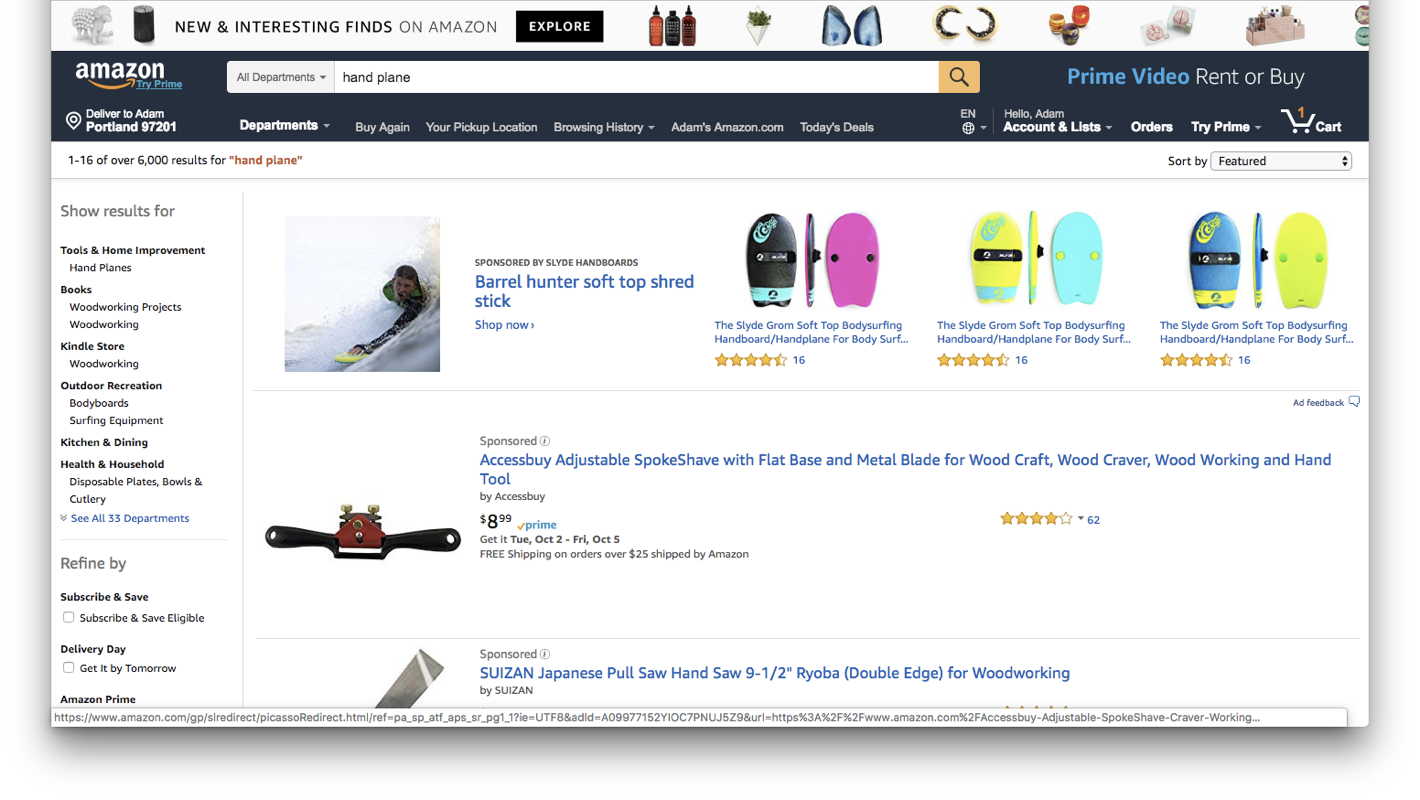 NEW & INTERESTING FINDS ON AMAZON EXPLORE
amazon
Try Prime
All Departments
hand plane
Prime Video Rent or Buy
Deliver to Adam
Portland 97201
Departments
Buy Again
Your Pickup Location
Browsing History
Adam's Amazon.com
Today's Deals
EN
Hello, Adam
Account & Lists
Orders
Try Prime
1
Cart
1-16 of over 6,000 results for "hand plane"
Sort by Featured
Show results for
Tools & Home Improvement
Hand Planes
Books
Woodworking Projects
Woodworking
Kindle Store
Woodworking
Outdoor Recreation
Bodyboards
Surfing Equipment
Kitchen & Dining
Health & Household
Disposable Plates, Bowls &
Cutlery
See All 33 Departments
Refine by
Subscribe & Save
Subscribe & Save Eligible
Delivery Day
Get It by Tomorrow
Amazon Prime
SPONSORED BY SLYDE HANDBOARDS
Barrel hunter soft top shred
stick
Shop now ›
The Slyde Grom Soft Top Bodysurfing
Handboard/Handplane For Body Surf...
16
The Slyde Grom Soft Top Bodysurfing
Handboard/Handplane For Body Surf...
16
The Slyde Grom Soft Top Bodysurfing
Handboard/Handplane For Body Surf...
16
Ad feedback
Sponsored
Accessbuy Adjustable SpokeShave with Flat Base and Metal Blade for Wood Craft, Wood Craver, Wood Working and Hand
Tool
by Accessbuy
$8 99 prime
Get it Tue, Oct 2 - Fri, Oct 5
FREE Shipping on orders over $25 shipped by Amazon
62
Sponsored
SUIZAN Japanese Pull Saw Hand Saw 9-1/2" Ryoba (Double Edge) for Woodworking
by SUIZAN
https://www.amazon.com/gp/slredirect/picassoRedirect.html/ref=pa_sp_atf_aps_sr_pg1_1?ie=UTF8&adId=A09977152YIOC7PNUJ5Z9&url=https%3A%2F%2Fwww.amazon.com%2FAccessbuy-Adjustable-SpokeShave-Craver-Working...